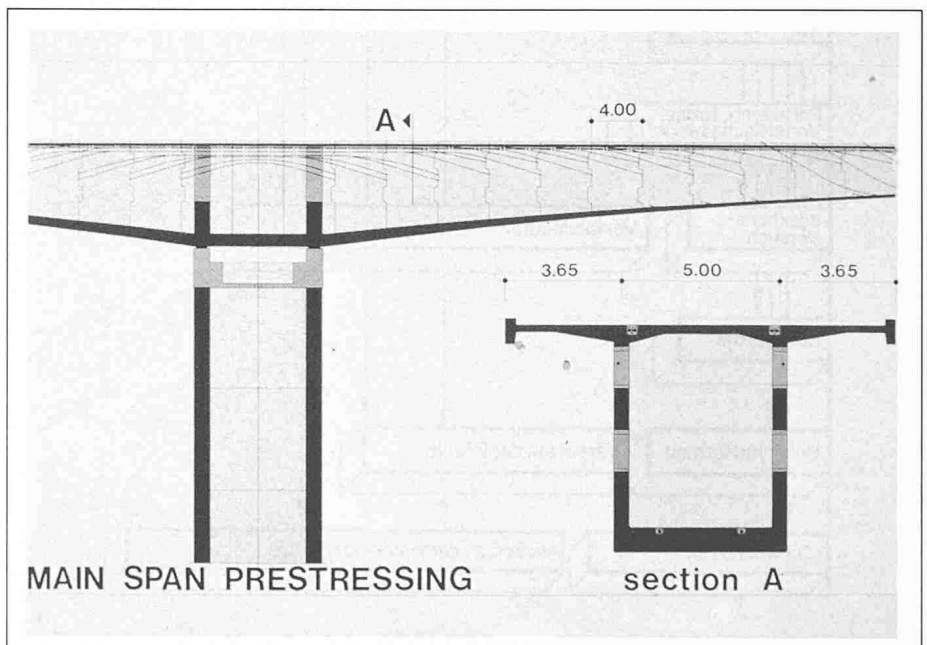 A
4.00
3.65 5.00 3.65
MAIN SPAN PRESTRESSING
section A